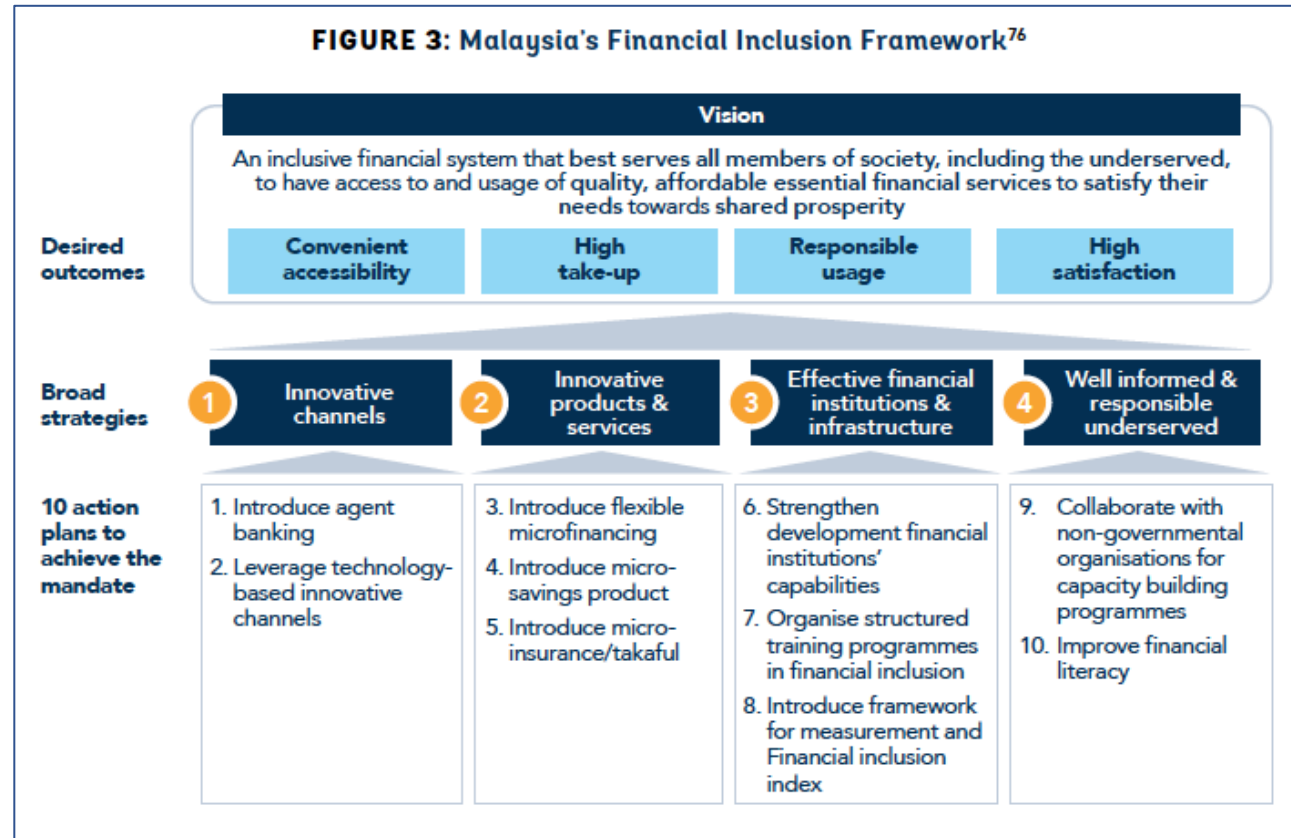 FIGURE 3: Malaysia's Financial Inclusion Framework76
Vision
An inclusive financial system that best serves all members of society, including the underserved,
to have access to and usage of quality, affordable essential financial services to satisfy their
needs towards shared prosperity
Desired
outcomes
Convenient
accessibility
High
take-up
Responsible
usage
High
satisfaction
Broad
strategies
1
Innovative
channels
2
Innovative
products &
services
3
Effective financial
institutions &
infrastructure
4
Well informed &
responsible
underserved
10 action
plans to
achieve the
mandate
1. Introduce agent
banking
2. Leverage technology-
based innovative
channels
3. Introduce flexible
microfinancing
4. Introduce micro-
savings product
5. Introduce micro-
insurance/takaful
6. Strengthen
development financial
institutions'
capabilities
7. Organise structured
training programmes
in financial inclusion
8. Introduce framework
for measurement and
Financial inclusion
index
9. Collaborate with
non-governmental
organisations for
capacity building
programmes
10. Improve financial
literacy